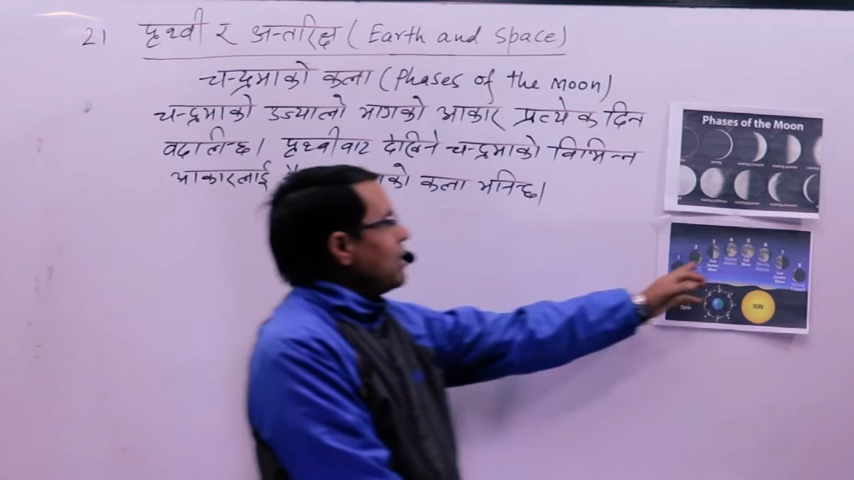 21 पृथ्वी र अन्तरिक्ष (Earth and Space)
चन्द्रमाको कला (Phases of the Moon)
चन्द्रमाको उज्यालो भागको आकार प्रत्येक दिन
बदलिन्छ। पृथ्वीबाट देखिने चन्द्रमाको विभिन्न
आकारलाई कला भनिन्छ।
Phases of the Moon
SUN